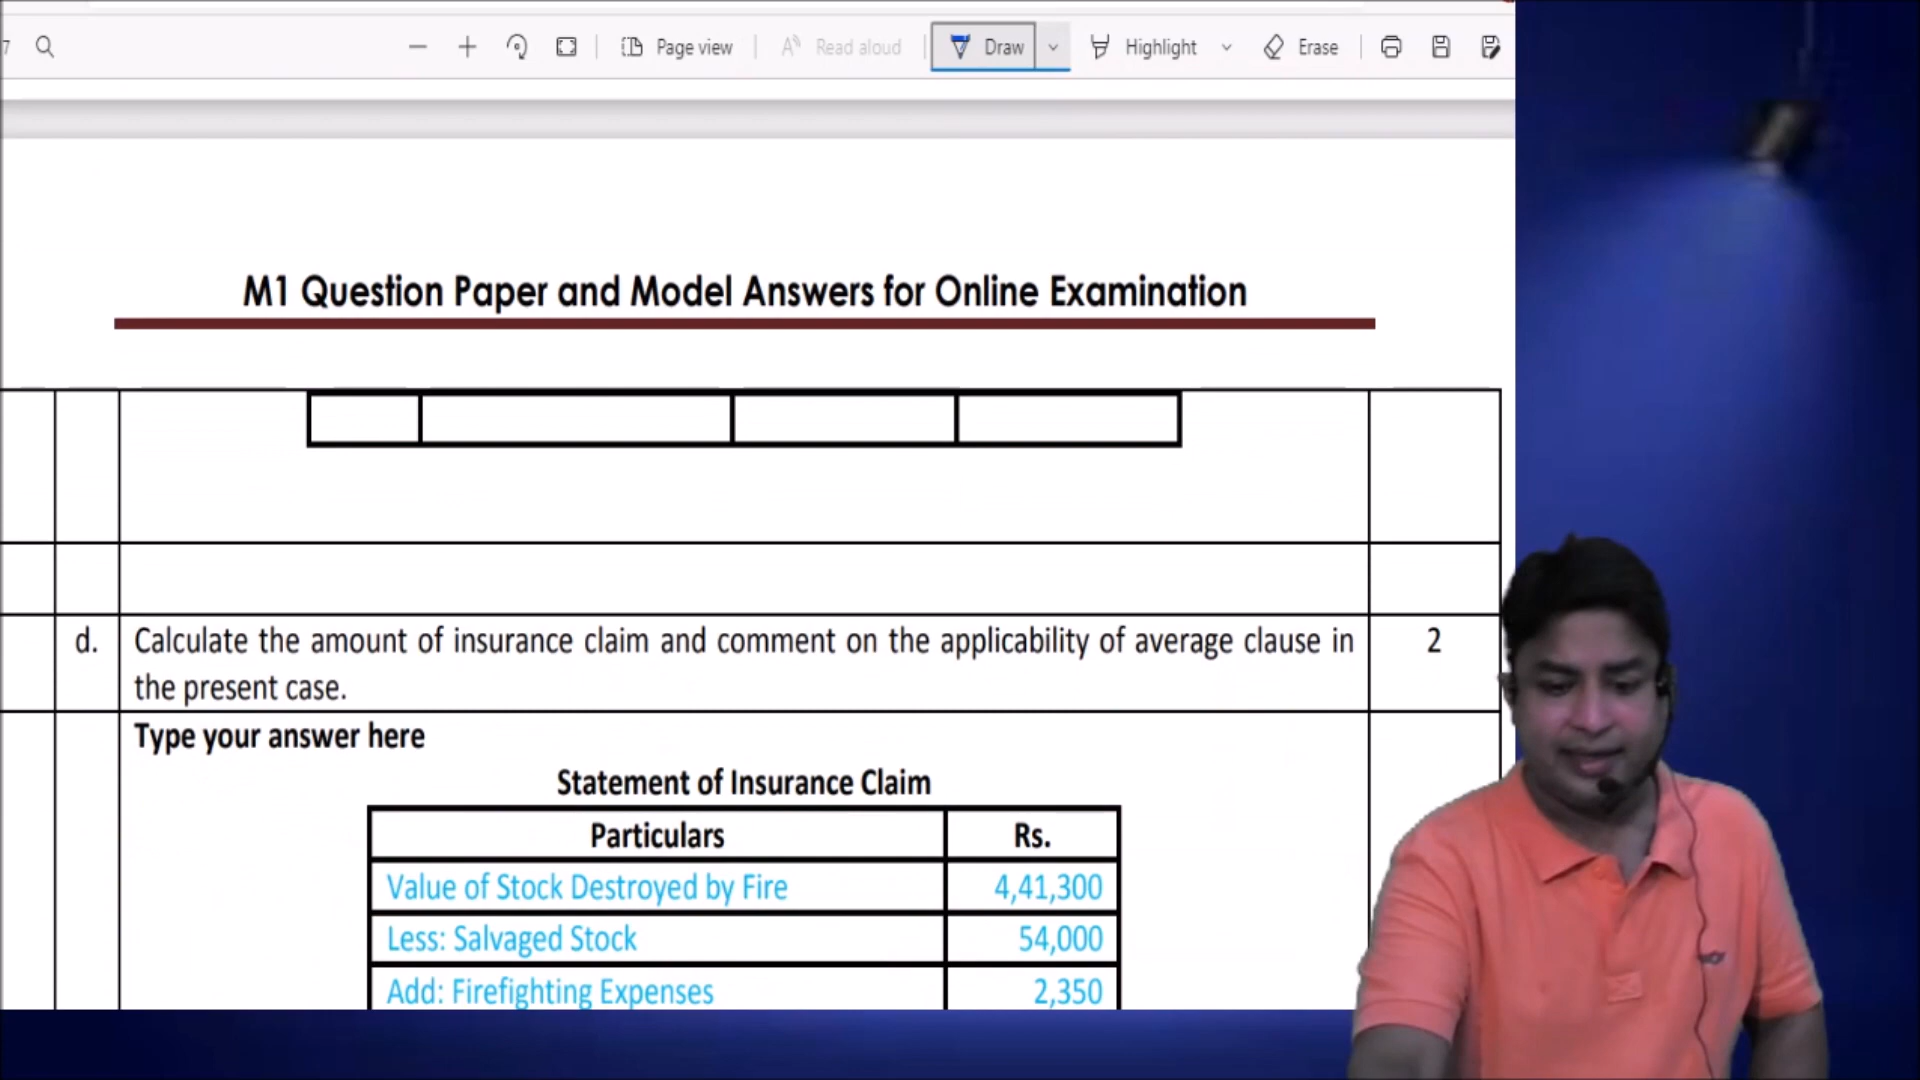 7
Page view
Read aloud
Draw
Highlight
Erase
M1 Question Paper and Model Answers for Online Examination
d. Calculate the amount of insurance claim and comment on the applicability of average clause in 2
the present case.
Type your answer here
Statement of Insurance Claim
Particulars Rs.
Value of Stock Destroyed by Fire 4,41,300
Less: Salvaged Stock 54,000
Add: Firefighting Expenses 2,350